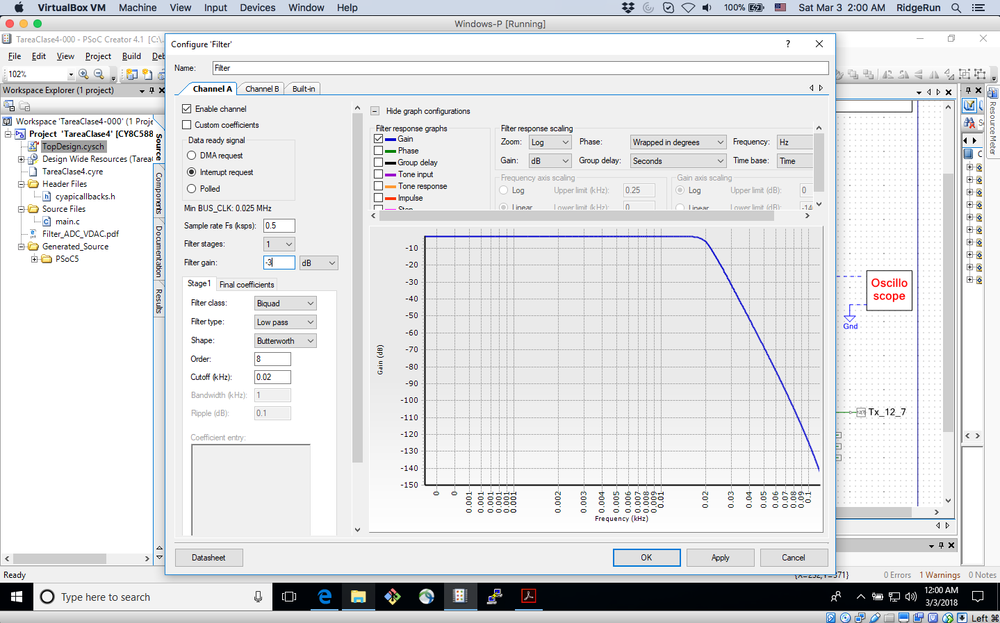 VirtualBox VM Machine View Input Devices Window Help 100% Sat Mar 3 2:00 AM RidgeRun
Windows-P [Running]
TareaClase4-000 - PSoC Creator 4.1 [C:\
File Edit View Project Build Deb
102%
Workspace Explorer (1 project)
Workspace 'TareaClase4-000' (1 Proje
Project 'TareaClase4' [CY8C588
TopDesign.cysch
Design Wide Resources (Tarea
TareaClase4.cyre
Header Files
cyapicallbacks.h
Source Files
main.c
Filter_ADC_VDAC.pdf
Generated_Source
PSoC5
Source
Components
Documentation
Results
Configure 'Filter'
?
Name: Filter
Channel A Channel B Built-in
Enable channel
Custom coefficients
Data ready signal
DMA request
Interrupt request
Polled
Min BUS_CLK: 0.025 MHz
Sample rate Fs (ksps): 0.5
Filter stages: 1
Filter gain: -3 dB
Stage1 Final coefficients
Filter class: Biquad
Filter type: Low pass
Shape: Butterworth
Order: 8
Cutoff (kHz): 0.02
Bandwidth (kHz): 1
Ripple (dB): 0.1
Coefficient entry:
Hide graph configurations
Filter response graphs
Gain
Phase
Group delay
Tone input
Tone response
Impulse
Step
Filter response scaling
Zoom: Log Phase: Wrapped in degrees Frequency: Hz
Gain: dB Group delay: Seconds Time base: Time
Frequency axis scaling
Log Upper limit (kHz): 0.25
Linear Lower limit (kHz): 0
Gain axis scaling
Log Upper limit (dB): 0
Linear Lower limit (dB): -14
Gain (dB)
-10
-20
-30
-40
-50
-60
-70
-80
-90
-100
-110
-120
-130
-140
-150
0 0 0.001 0.001 0.001 0.001 0.001 0.002 0.003 0.004 0.005 0.006 0.007 0.008 0.009 0.01 0.02 0.03 0.04 0.05 0.06 0.07 0.08 0.09 0.1
Frequency (kHz)
Datasheet OK Apply Cancel
Resource Meter
Oscillo
scope
Gnd
Tx_12_7
Ready
0 Errors 1 Warnings 0 Notes
Type here to search
12:00 AM
3/3/2018
Left ⌘